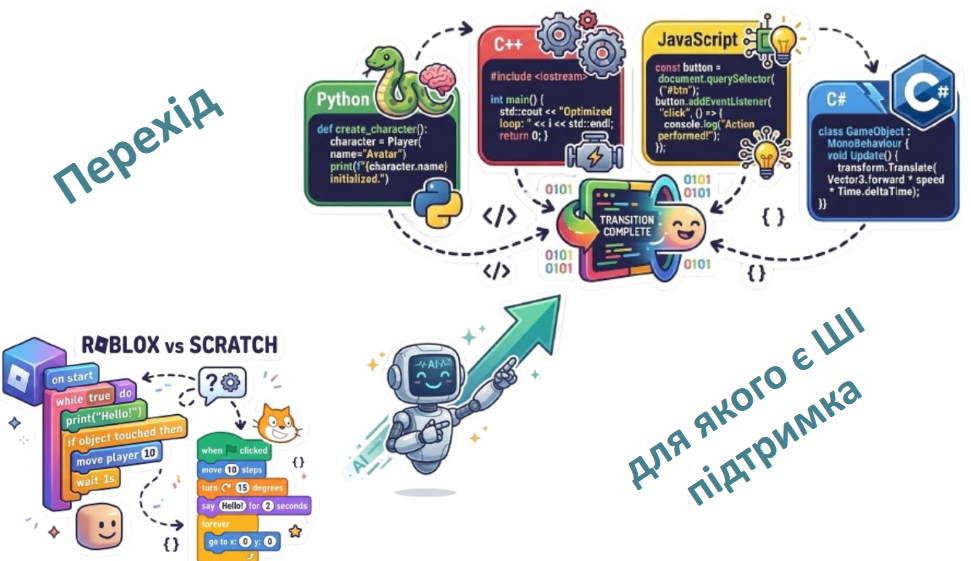 Перехід
Python
def create_character():
character = Player(
name="Avatar")
print(f"{character.name}
initialized.")
C++
#include <iostream>
int main() {
std::cout << "Optimized
loop: " << i << std::endl;
return 0; }
JavaScript
const button =
document.querySelector(
("#btn");
button.addEventListener(
"click", () => {
console.log("Action
performed!");
});
C#
C#
class GameObject :
MonoBehaviour {
void Update() {
transform.Translate(
Vector3.forward * speed
* Time.deltaTime);
}}
0101
0101
0101
</>
TRANSITION
COMPLETE
{ }
</>
0101
0101
0101
{}
ROBLOX vs SCRATCH
on start
while true do
print("Hello!")
if object touched then
move player 10
wait 1s
?
when clicked
move 10 steps
turn 15 degrees
say Hello! for 2 seconds
forever
go to x: 0 y: 0
{}
{}
AI
AI
для якого є ШІ
підтримка